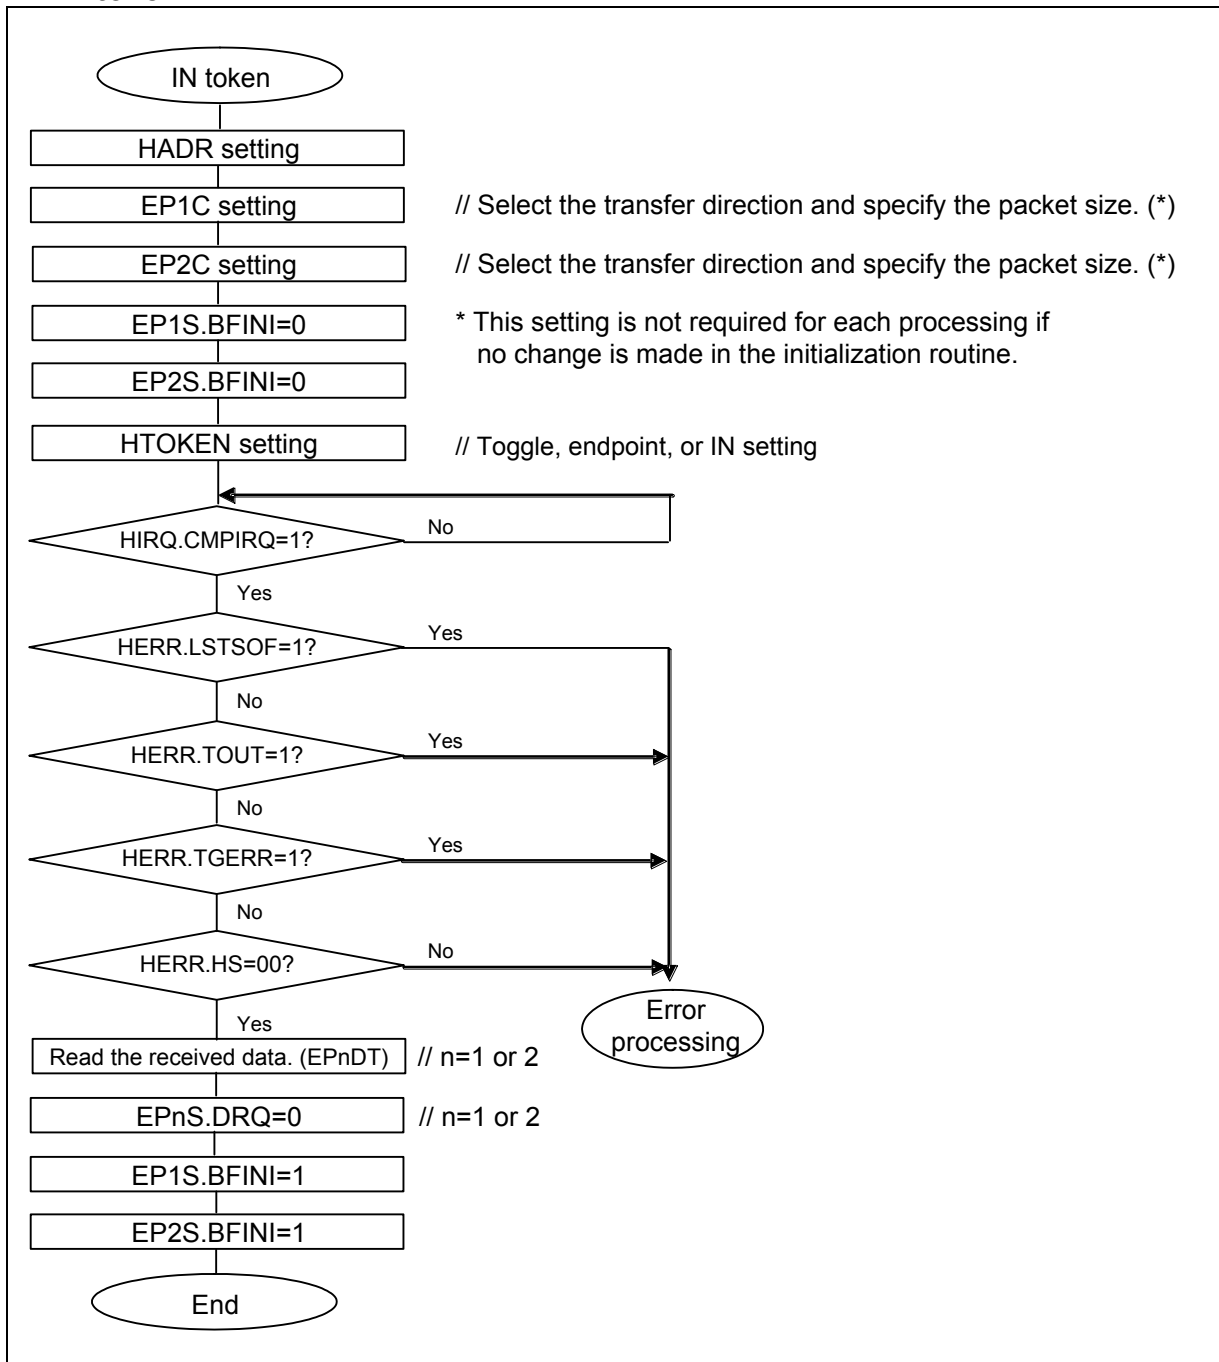 IN token
HADR setting
EP1C setting
// Select the transfer direction and specify the packet size. (*)
EP2C setting
// Select the transfer direction and specify the packet size. (*)
EP1S.BFINI=0
* This setting is not required for each processing if
no change is made in the initialization routine.
EP2S.BFINI=0
HTOKEN setting
// Toggle, endpoint, or IN setting
HIRQ.CMPIRQ=1?
No
Yes
HERR.LSTSOF=1?
Yes
No
HERR.TOUT=1?
Yes
No
HERR.TGERR=1?
Yes
No
HERR.HS=00?
No
Yes
Error
processing
Read the received data. (EPnDT)
// n=1 or 2
EPnS.DRQ=0
// n=1 or 2
EP1S.BFINI=1
EP2S.BFINI=1
End